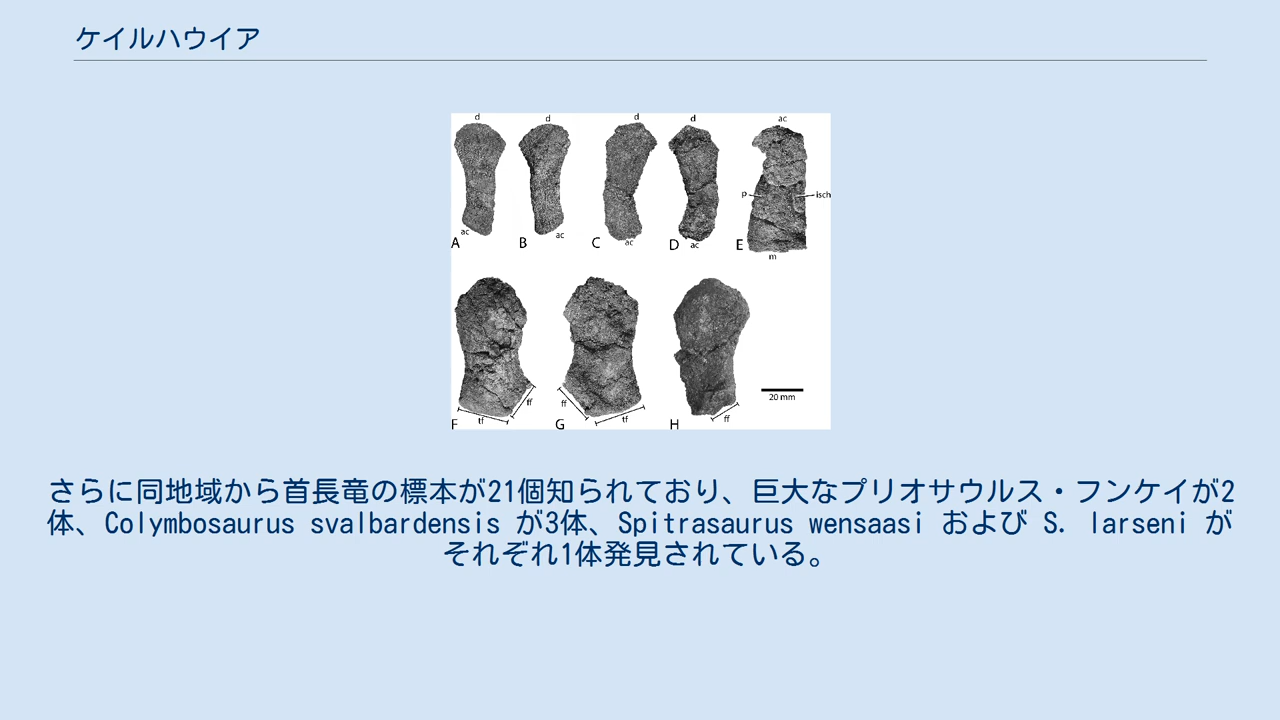 ケイルハウイア
d d d d ac
p isch
ac ac ac ac
A B C D E
m
ff ff 20 mm
tf tf ff
F G H
さらに同地域から首長竜の標本が21個知られており、巨大なプリオサウルス・フンケイが2
体、Colymbosaurus svalbardensis が3体、Spitrasaurus wensaasi および S. larseni が
それぞれ1体発見されている。